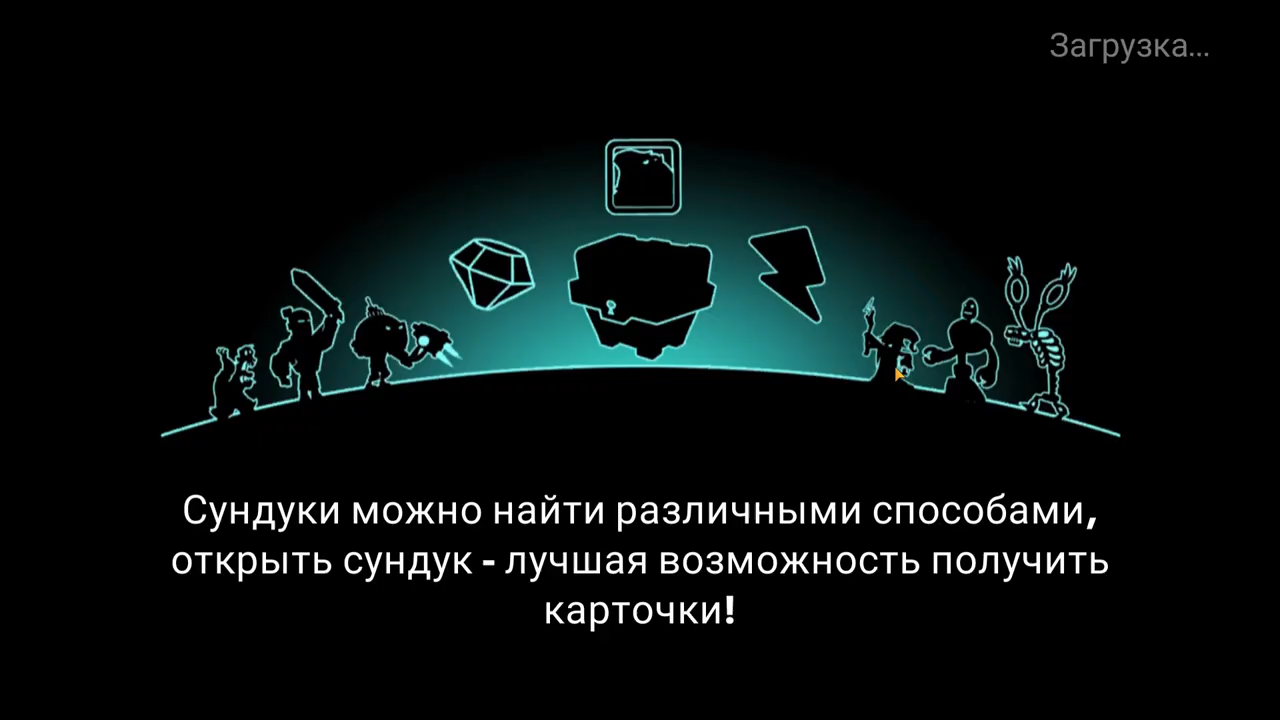 Загрузка...
Сундуки можно найти различными способами,
открыть сундук - лучшая возможность получить
карточки!